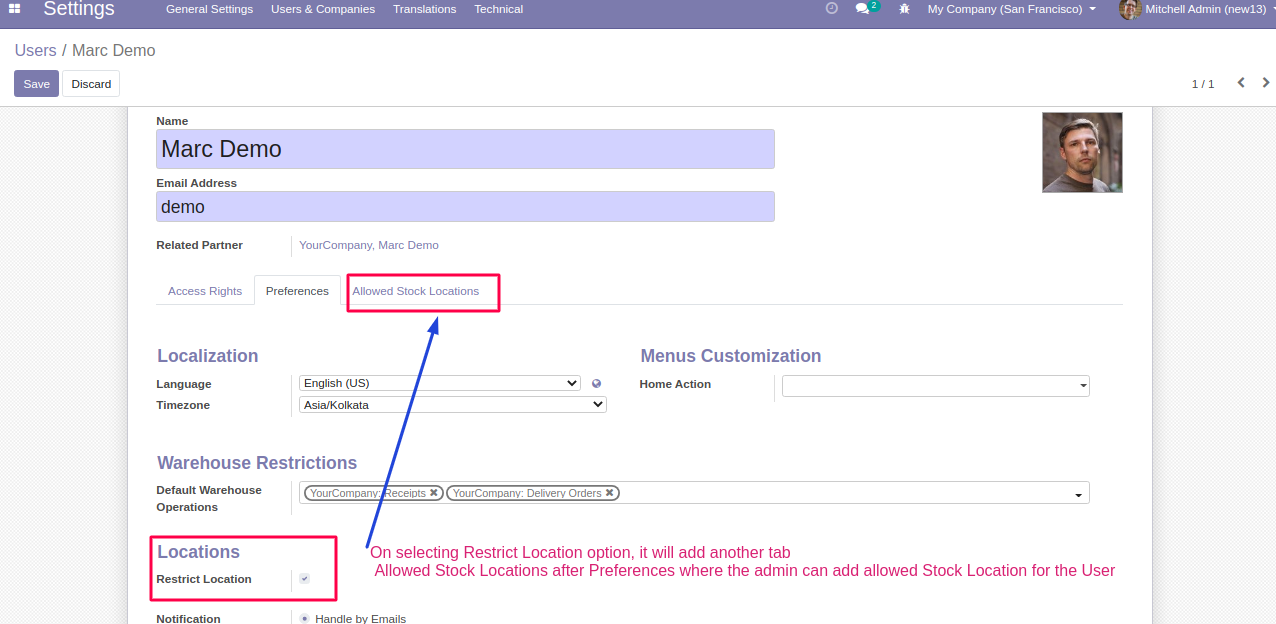 Settings General Settings Users & Companies Translations Technical 2 My Company (San Francisco) Mitchell Admin (new13)
Users / Marc Demo
Save Discard 1 / 1
Name
Marc Demo
Email Address
demo
Related Partner YourCompany, Marc Demo
Access Rights Preferences Allowed Stock Locations
Localization Menus Customization
Language English (US) Home Action
Timezone Asia/Kolkata
Warehouse Restrictions
Default Warehouse Operations YourCompany: Receipts YourCompany: Delivery Orders
Locations
On selecting Restrict Location option, it will add another tab
Restrict Location
Allowed Stock Locations after Preferences where the admin can add allowed Stock Location for the User
Notification Handle by Emails